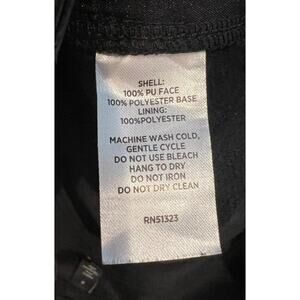 SHELL:
100% PU FACE
100% POLYESTER BASE
LINING:
100%POLYESTER
MACHINE WASH COLD,
GENTLE CYCLE
DO NOT USE BLEACH
HANG TO DRY
DO NOT IRON
DO NOT DRY CLEAN
RN51323